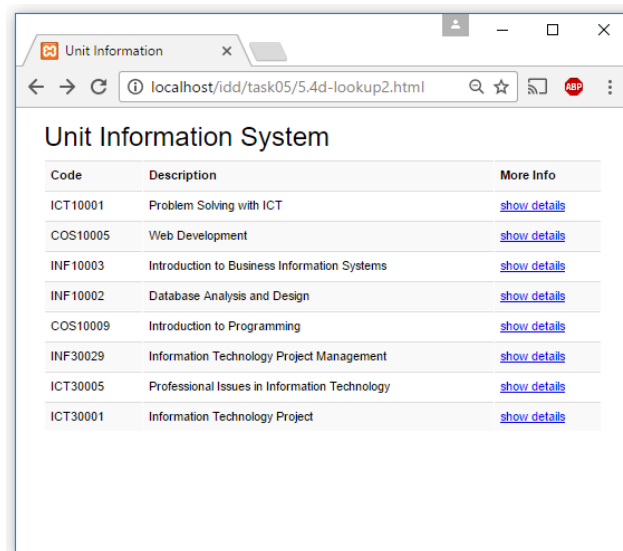 Unit Information
localhost/idd/task05/5.4d-lookup2.html
ABP
Unit Information System
Code Description More Info
ICT10001 Problem Solving with ICT show details
COS10005 Web Development show details
INF10003 Introduction to Business Information Systems show details
INF10002 Database Analysis and Design show details
COS10009 Introduction to Programming show details
INF30029 Information Technology Project Management show details
ICT30005 Professional Issues in Information Technology show details
ICT30001 Information Technology Project show details